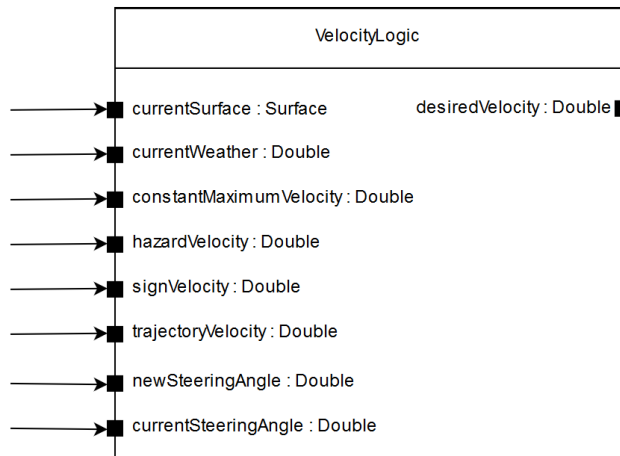 VelocityLogic
currentSurface : Surface
desiredVelocity : Double
currentWeather : Double
constantMaximumVelocity : Double
hazardVelocity : Double
signVelocity : Double
trajectoryVelocity : Double
newSteeringAngle : Double
currentSteeringAngle : Double